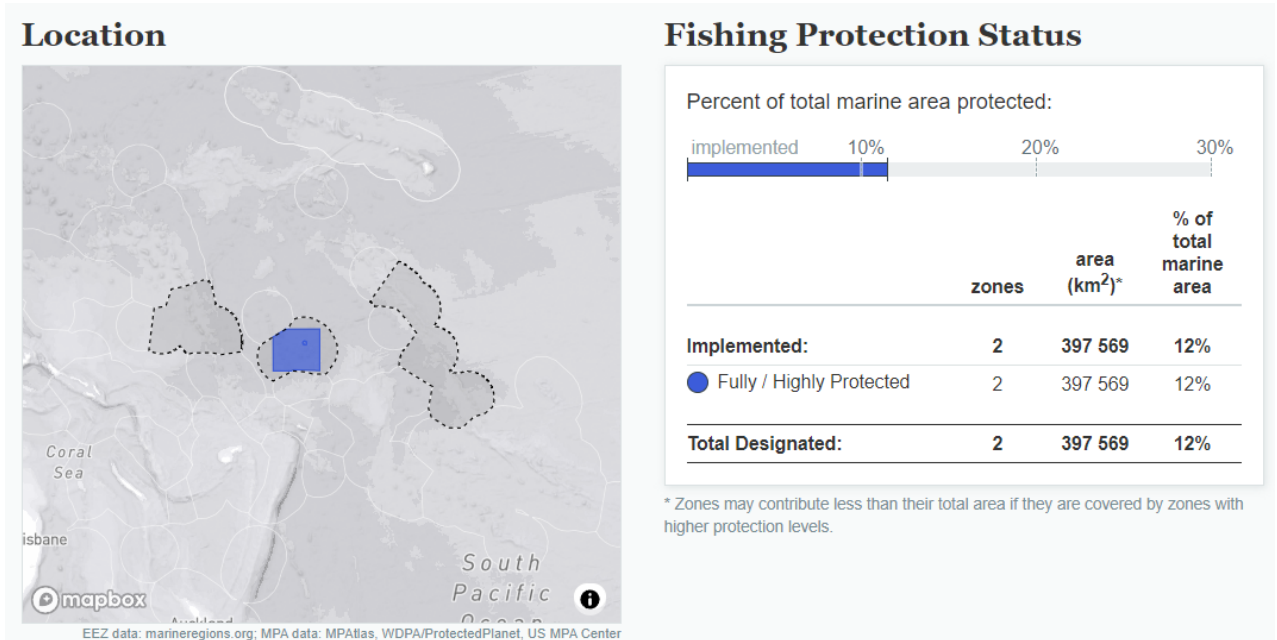 Location
Coral
Sea
isbane
South
Pacific
Ocean
Auckland
mapbox
EEZ data: marineregions.org; MPA data: MPAtlas, WDPA/ProtectedPlanet, US MPA Center
Fishing Protection Status
Percent of total marine area protected:
implemented 10% 20% 30%
% of
total
area marine
zones (km²)* area
Implemented: 2 397 569 12%
Fully / Highly Protected 2 397 569 12%
Total Designated: 2 397 569 12%
* Zones may contribute less than their total area if they are covered by zones with
higher protection levels.